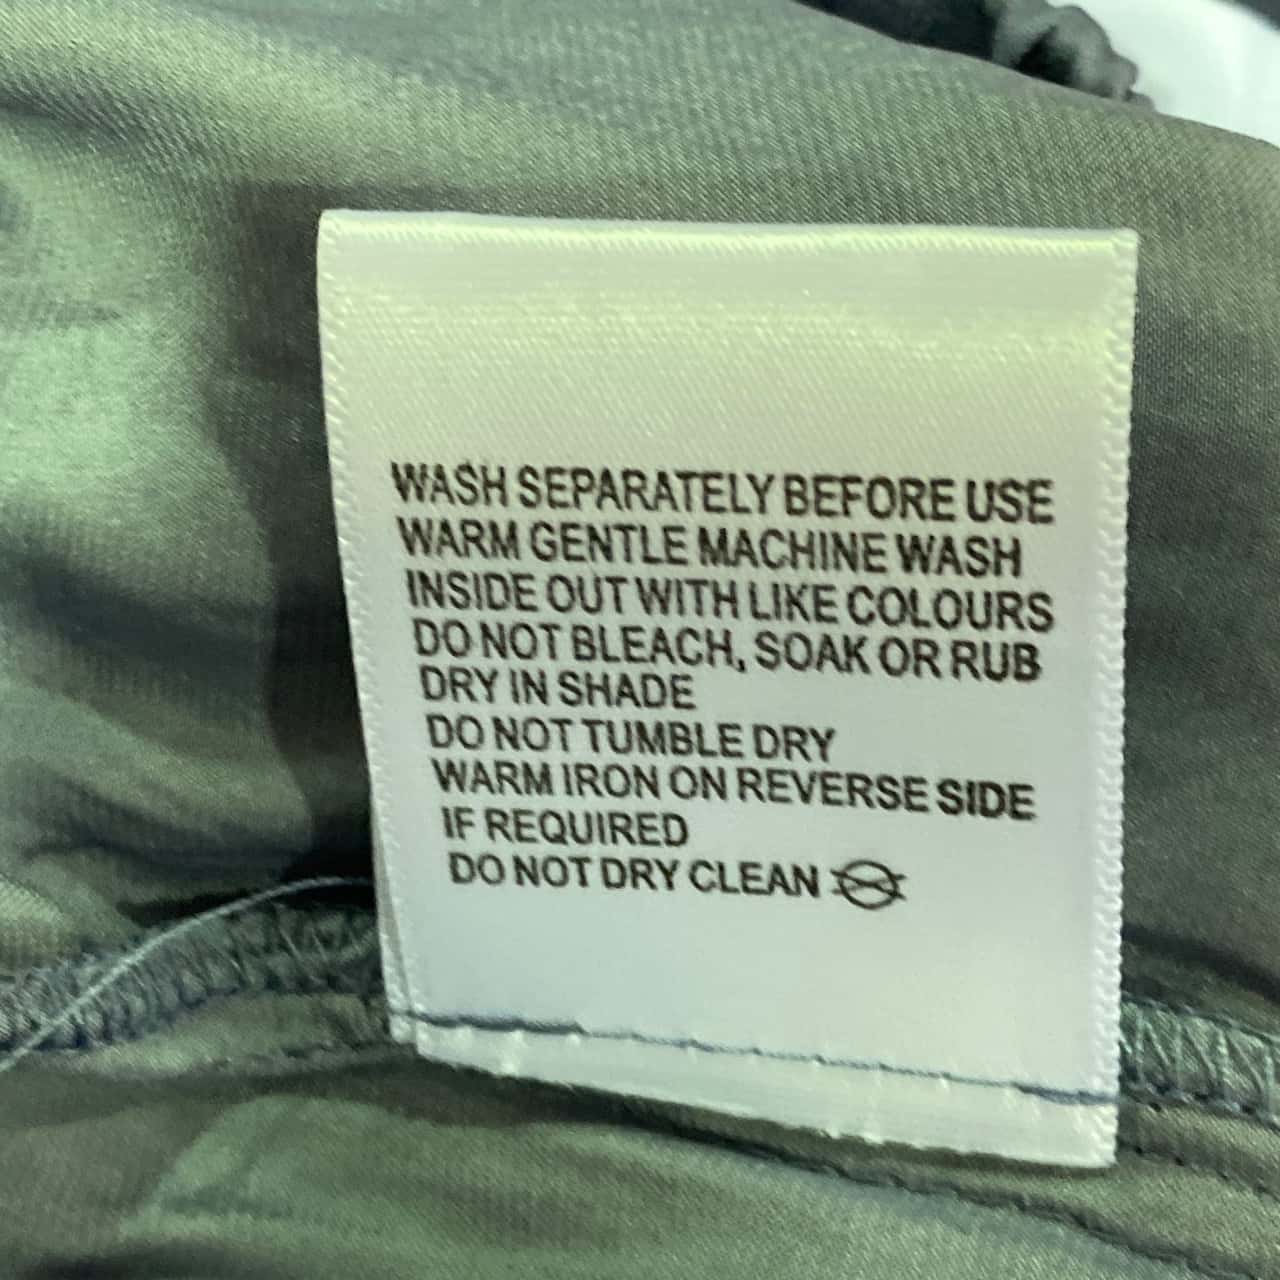 WASH SEPARATELY BEFORE USE
WARM GENTLE MACHINE WASH
INSIDE OUT WITH LIKE COLOURS
DO NOT BLEACH, SOAK OR RUB
DRY IN SHADE
DO NOT TUMBLE DRY
WARM IRON ON REVERSE SIDE
IF REQUIRED
DO NOT DRY CLEAN